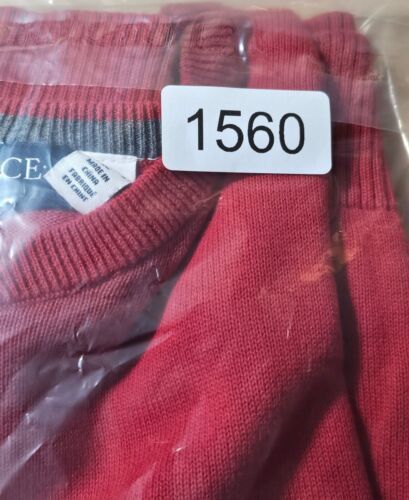 1560
CE:
MADE IN
CHINA
FABRIQUÉ
EN CHINE